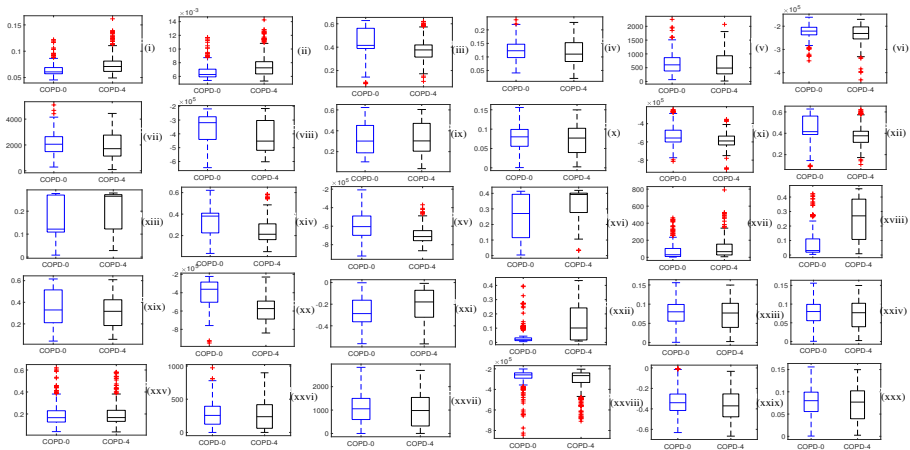 0.15
0.1
0.05
COPD-0 COPD-4
(i)
×10⁻³
14
12
10
8
6
COPD-0 COPD-4
(ii)
0.6
0.4
0.2
COPD-0 COPD-4
(iii)
0.2
0.15
0.1
0.05
COPD-0 COPD-4
(iv)
2000
1500
1000
500
0
COPD-0 COPD-4
(v)
×10⁵
-2
-3
-4
COPD-0 COPD-4
(vi)
4000
2000
0
COPD-0 COPD-4
(vii)
×10⁵
-2
-3
-4
-5
-6
COPD-0 COPD-4
(viii)
0.6
0.4
0.2
COPD-0 COPD-4
(ix)
0.15
0.1
0.05
0
COPD-0 COPD-4
(x)
×10⁵
-4
-6
-8
COPD-0 COPD-4
(xi)
0.6
0.4
0.2
COPD-0 COPD-4
(xii)
0.2
0.1
0
COPD-0 COPD-4
(xiii)
0.6
0.4
0.2
COPD-0 COPD-4
(xiv)
×10⁵
-2
-4
-6
-8
COPD-0 COPD-4
(xv)
0.4
0.3
0.2
0.1
0
COPD-0 COPD-4
(xvi)
800
600
400
200
0
COPD-0 COPD-4
(xvii)
0.4
0.3
0.2
0.1
0
COPD-0 COPD-4
(xviii)
0.6
0.4
0.2
COPD-0 COPD-4
(xix)
×10⁵
-2
-4
-6
-8
COPD-0 COPD-4
(xx)
0
-0.2
-0.4
COPD-0 COPD-4
(xxi)
0.4
0.3
0.2
0.1
0
COPD-0 COPD-4
(xxii)
0.15
0.1
0.05
0
COPD-0 COPD-4
(xxiii)
0.15
0.1
0.05
0
COPD-0 COPD-4
(xxiv)
0.6
0.4
0.2
COPD-0 COPD-4
(xxv)
1000
500
0
COPD-0 COPD-4
(xxvi)
2000
1000
0
COPD-0 COPD-4
(xxvii)
×10⁵
-2
-4
-6
-8
COPD-0 COPD-4
(xxviii)
0
-0.2
-0.4
-0.6
COPD-0 COPD-4
(xxix)
0.15
0.1
0.05
0
COPD-0 COPD-4
(xxx)